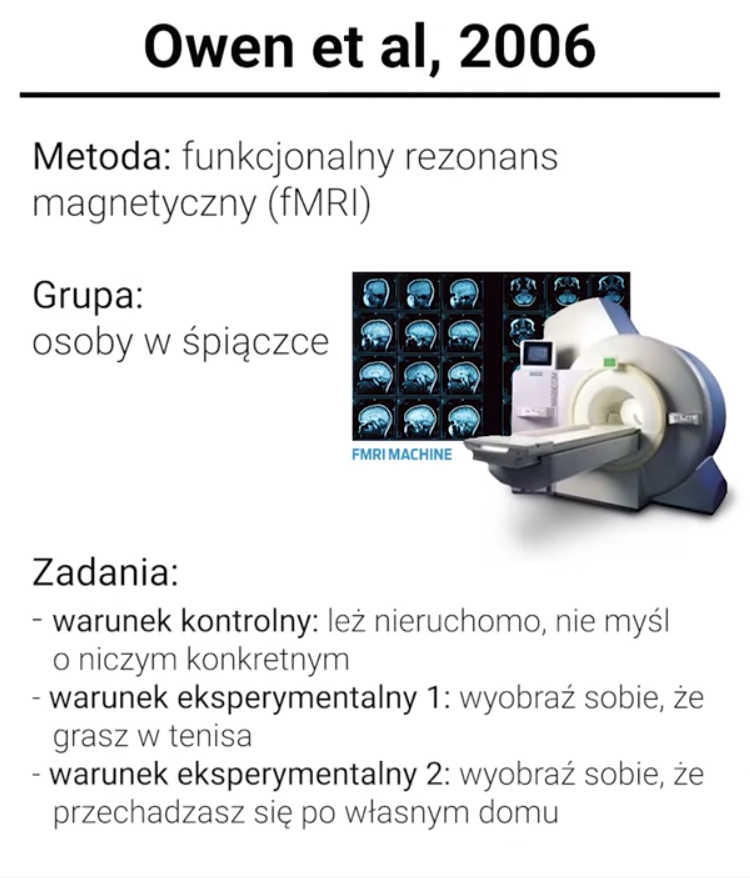 Owen et al, 2006
Metoda: funkcjonalny rezonans
magnetyczny (fMRI)
Grupa:
osoby w śpiączce
FMRI MACHINE
Zadania:
- warunek kontrolny: leż nieruchomo, nie myśl
o niczym konkretnym
- warunek eksperymentalny 1: wyobraź sobie, że
grasz w tenisa
- warunek eksperymentalny 2: wyobraź sobie, że
przechadzasz się po własnym domu